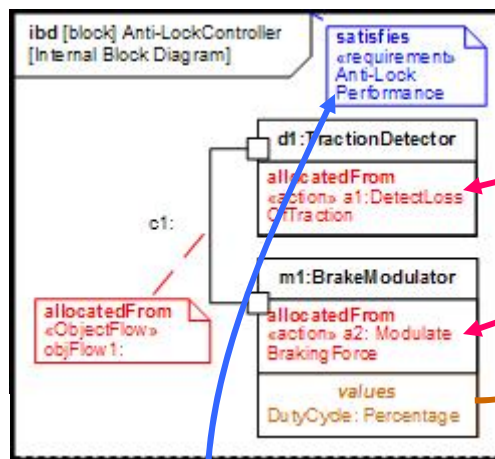 ibd [block] Anti-LockController
[Internal Block Diagram]
satisfies
«requirement»
Anti-Lock
Performance
d1:TractionDetector
allocatedFrom
«action» a1:DetectLoss
OfTraction
c1:
m1:BrakeModulator
allocatedFrom
«action» a2: Modulate
BrakingForce
allocatedFrom
«ObjectFlow»
objFlow1:
values
DutyCycle: Percentage